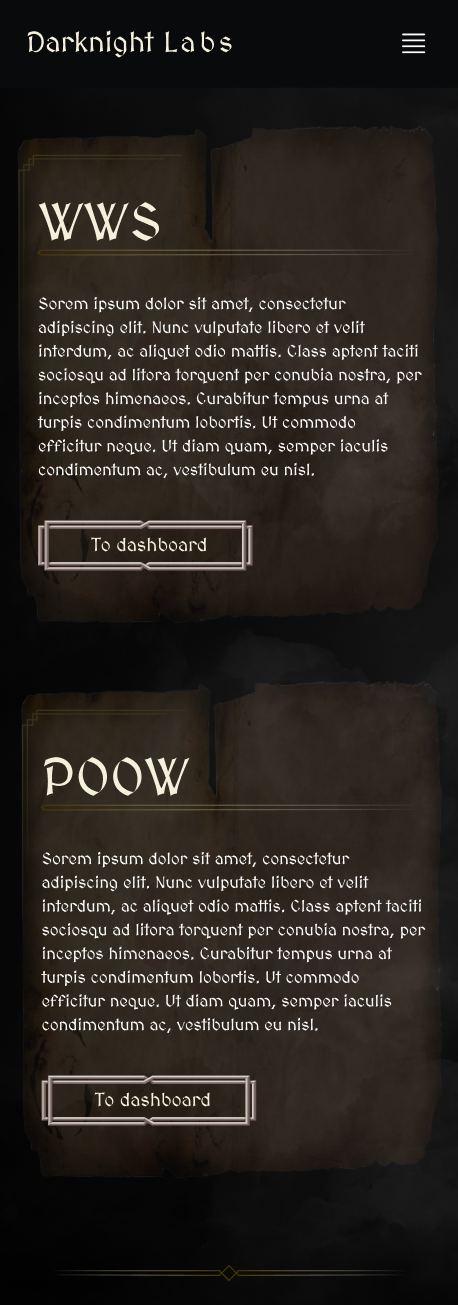 Darknight Labs
WWS
Sorem ipsum dolor sit amet, consectetur
adipiscing elit. Nunc vulputate libero et velit
interdum, ac aliquet odio mattis. Class aptent taciti
sociosqu ad litora torquent per conubia nostra, per
inceptos himenaeos. Curabitur tempus urna at
turpis condimentum lobortis. Ut commodo
efficitur neque. Ut diam quam, semper iaculis
condimentum ac, vestibulum eu nisl.
To dashboard
POOW
Sorem ipsum dolor sit amet, consectetur
adipiscing elit. Nunc vulputate libero et velit
interdum, ac aliquet odio mattis. Class aptent taciti
sociosqu ad litora torquent per conubia nostra, per
inceptos himenaeos. Curabitur tempus urna at
turpis condimentum lobortis. Ut commodo
efficitur neque. Ut diam quam, semper iaculis
condimentum ac, vestibulum eu nisl.
To dashboard